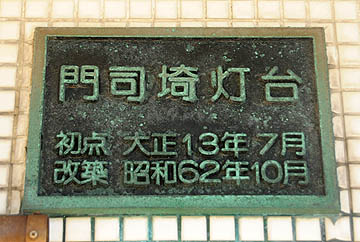 門司埼灯台
初点 大正13年 7月
改築 昭和62年10月